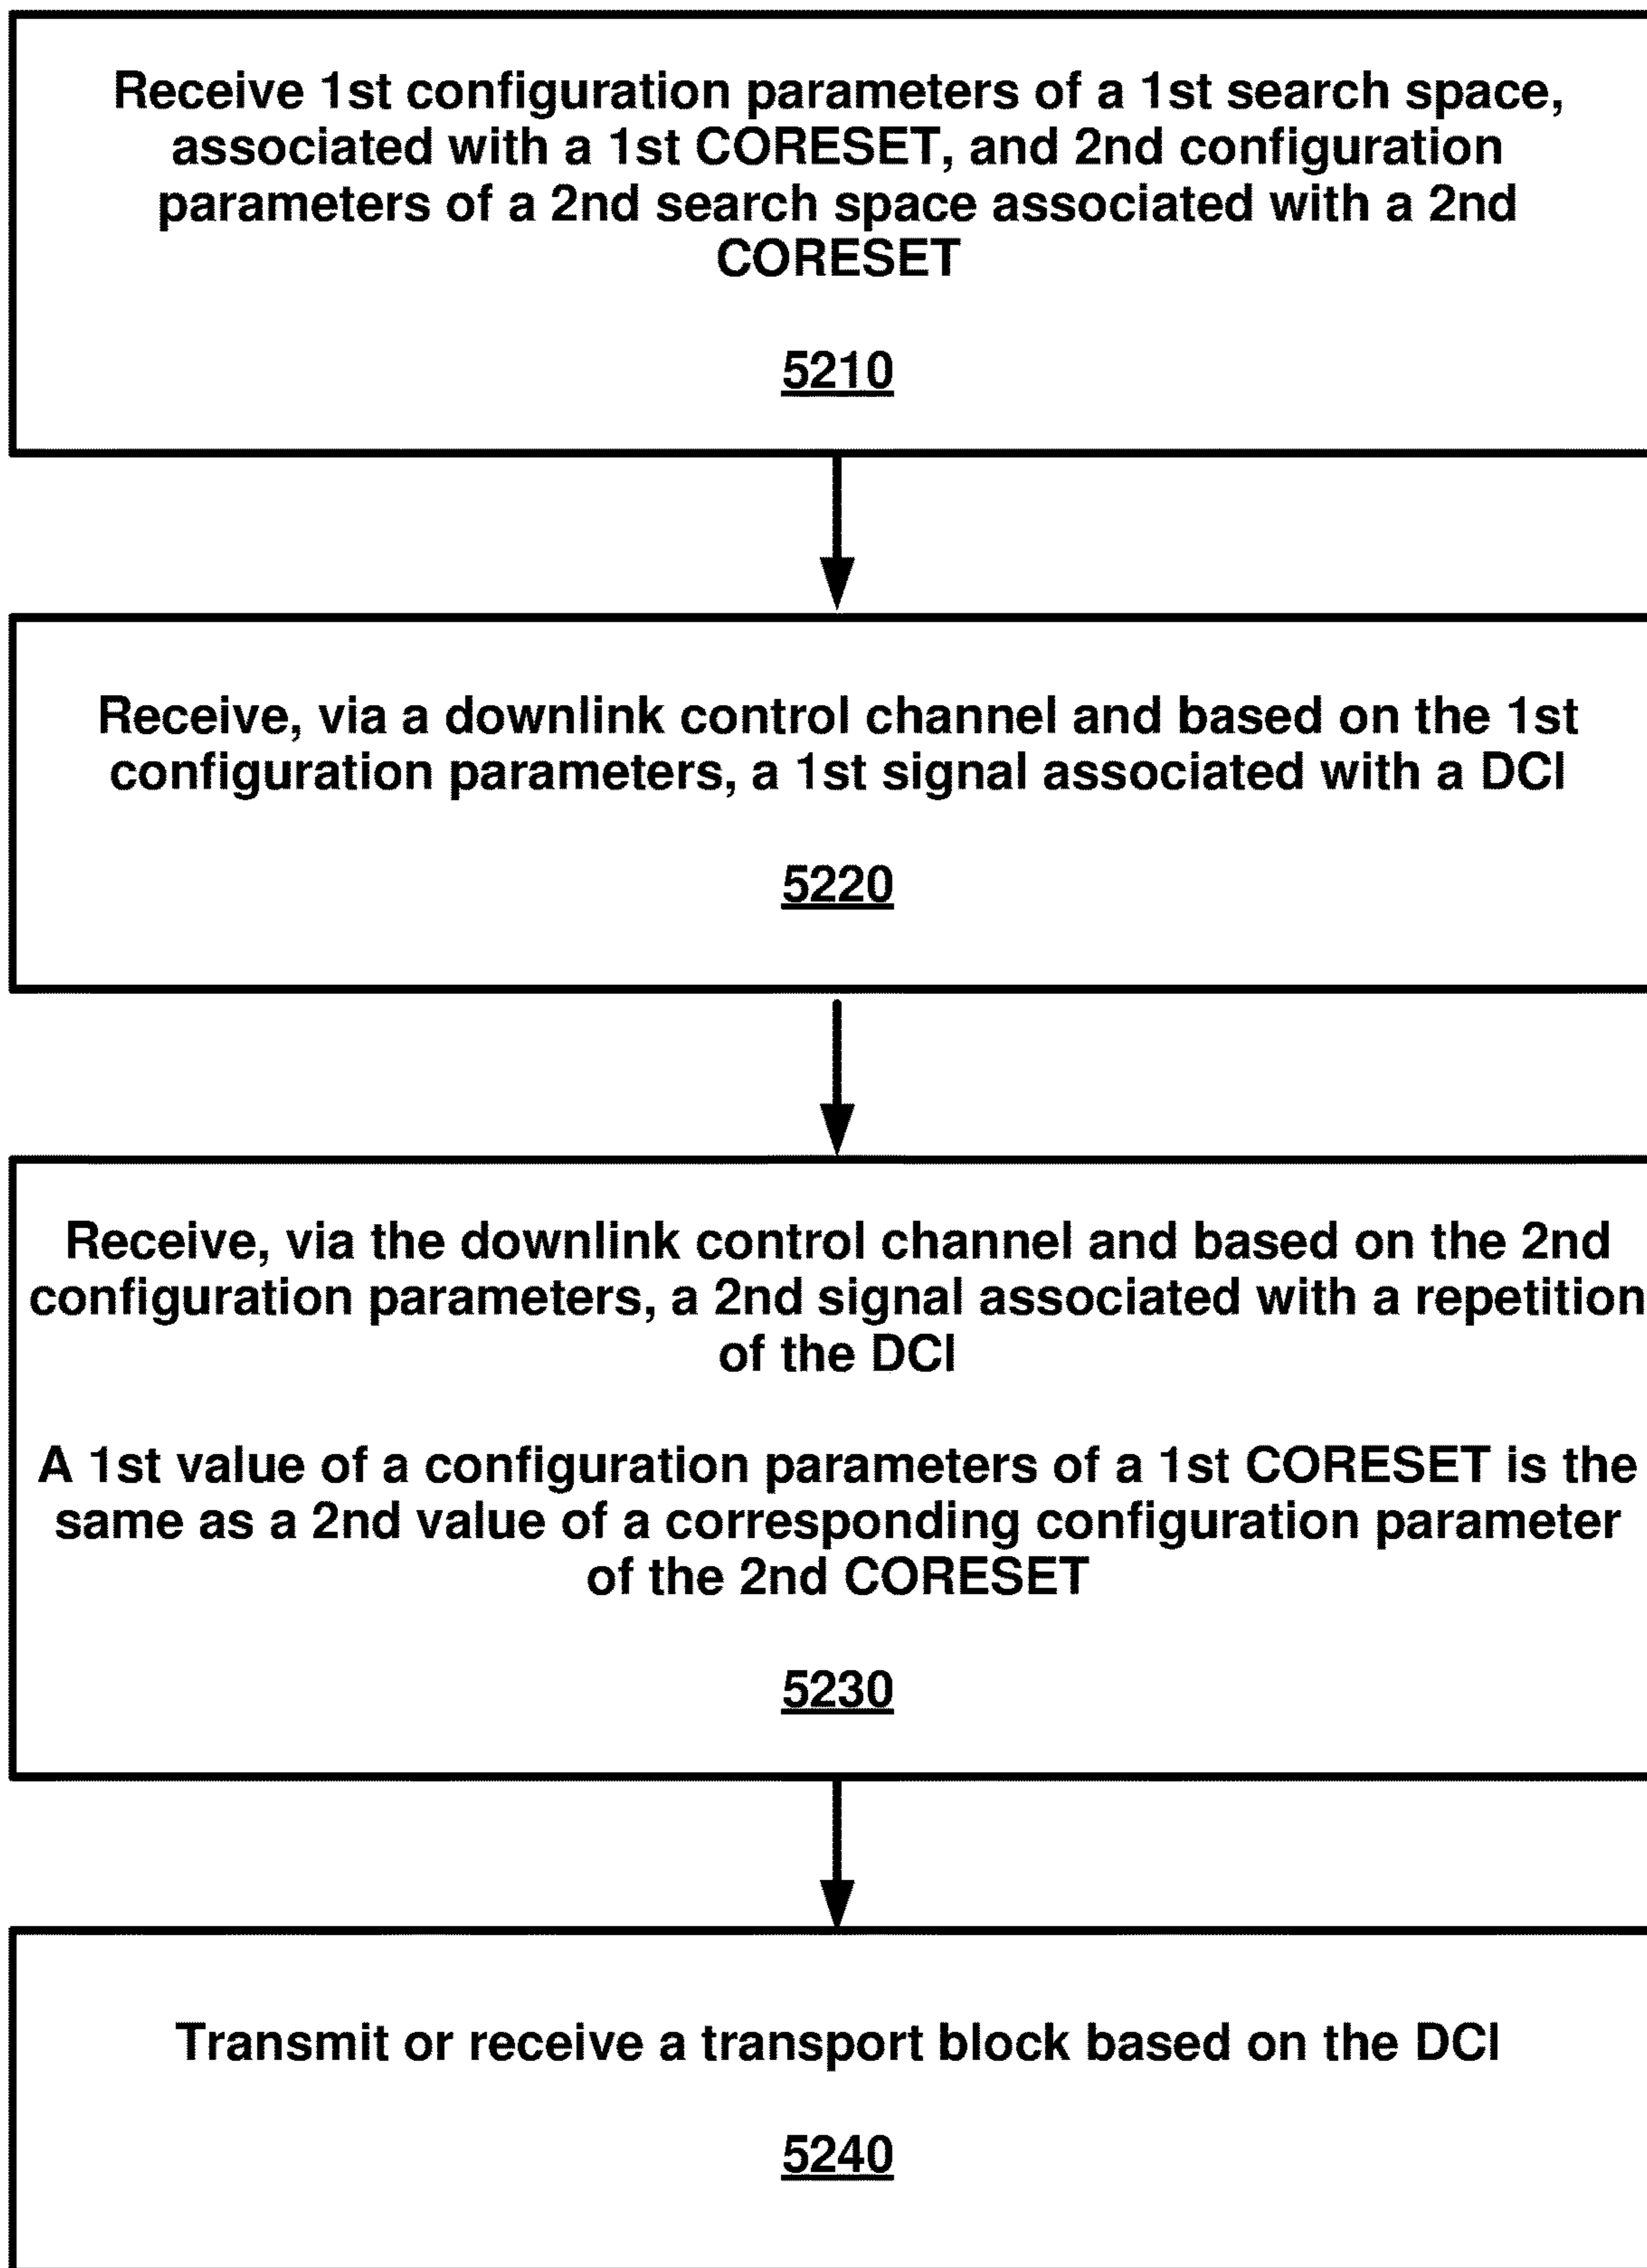 Receive 1st configuration parameters of a 1st search space,
associated with a 1st CORESET, and 2nd configuration
parameters of a 2nd search space associated with a 2nd
CORESET
5210
Receive, via a downlink control channel and based on the 1st
configuration parameters, a 1st signal associated with a DCI
5220
Receive, via the downlink control channel and based on the 2nd
configuration parameters, a 2nd signal associated with a repetition
of the DCI
A 1st value of a configuration parameters of a 1st CORESET is the
same as a 2nd value of a corresponding configuration parameter
of the 2nd CORESET
5230
Transmit or receive a transport block based on the DCI
5240